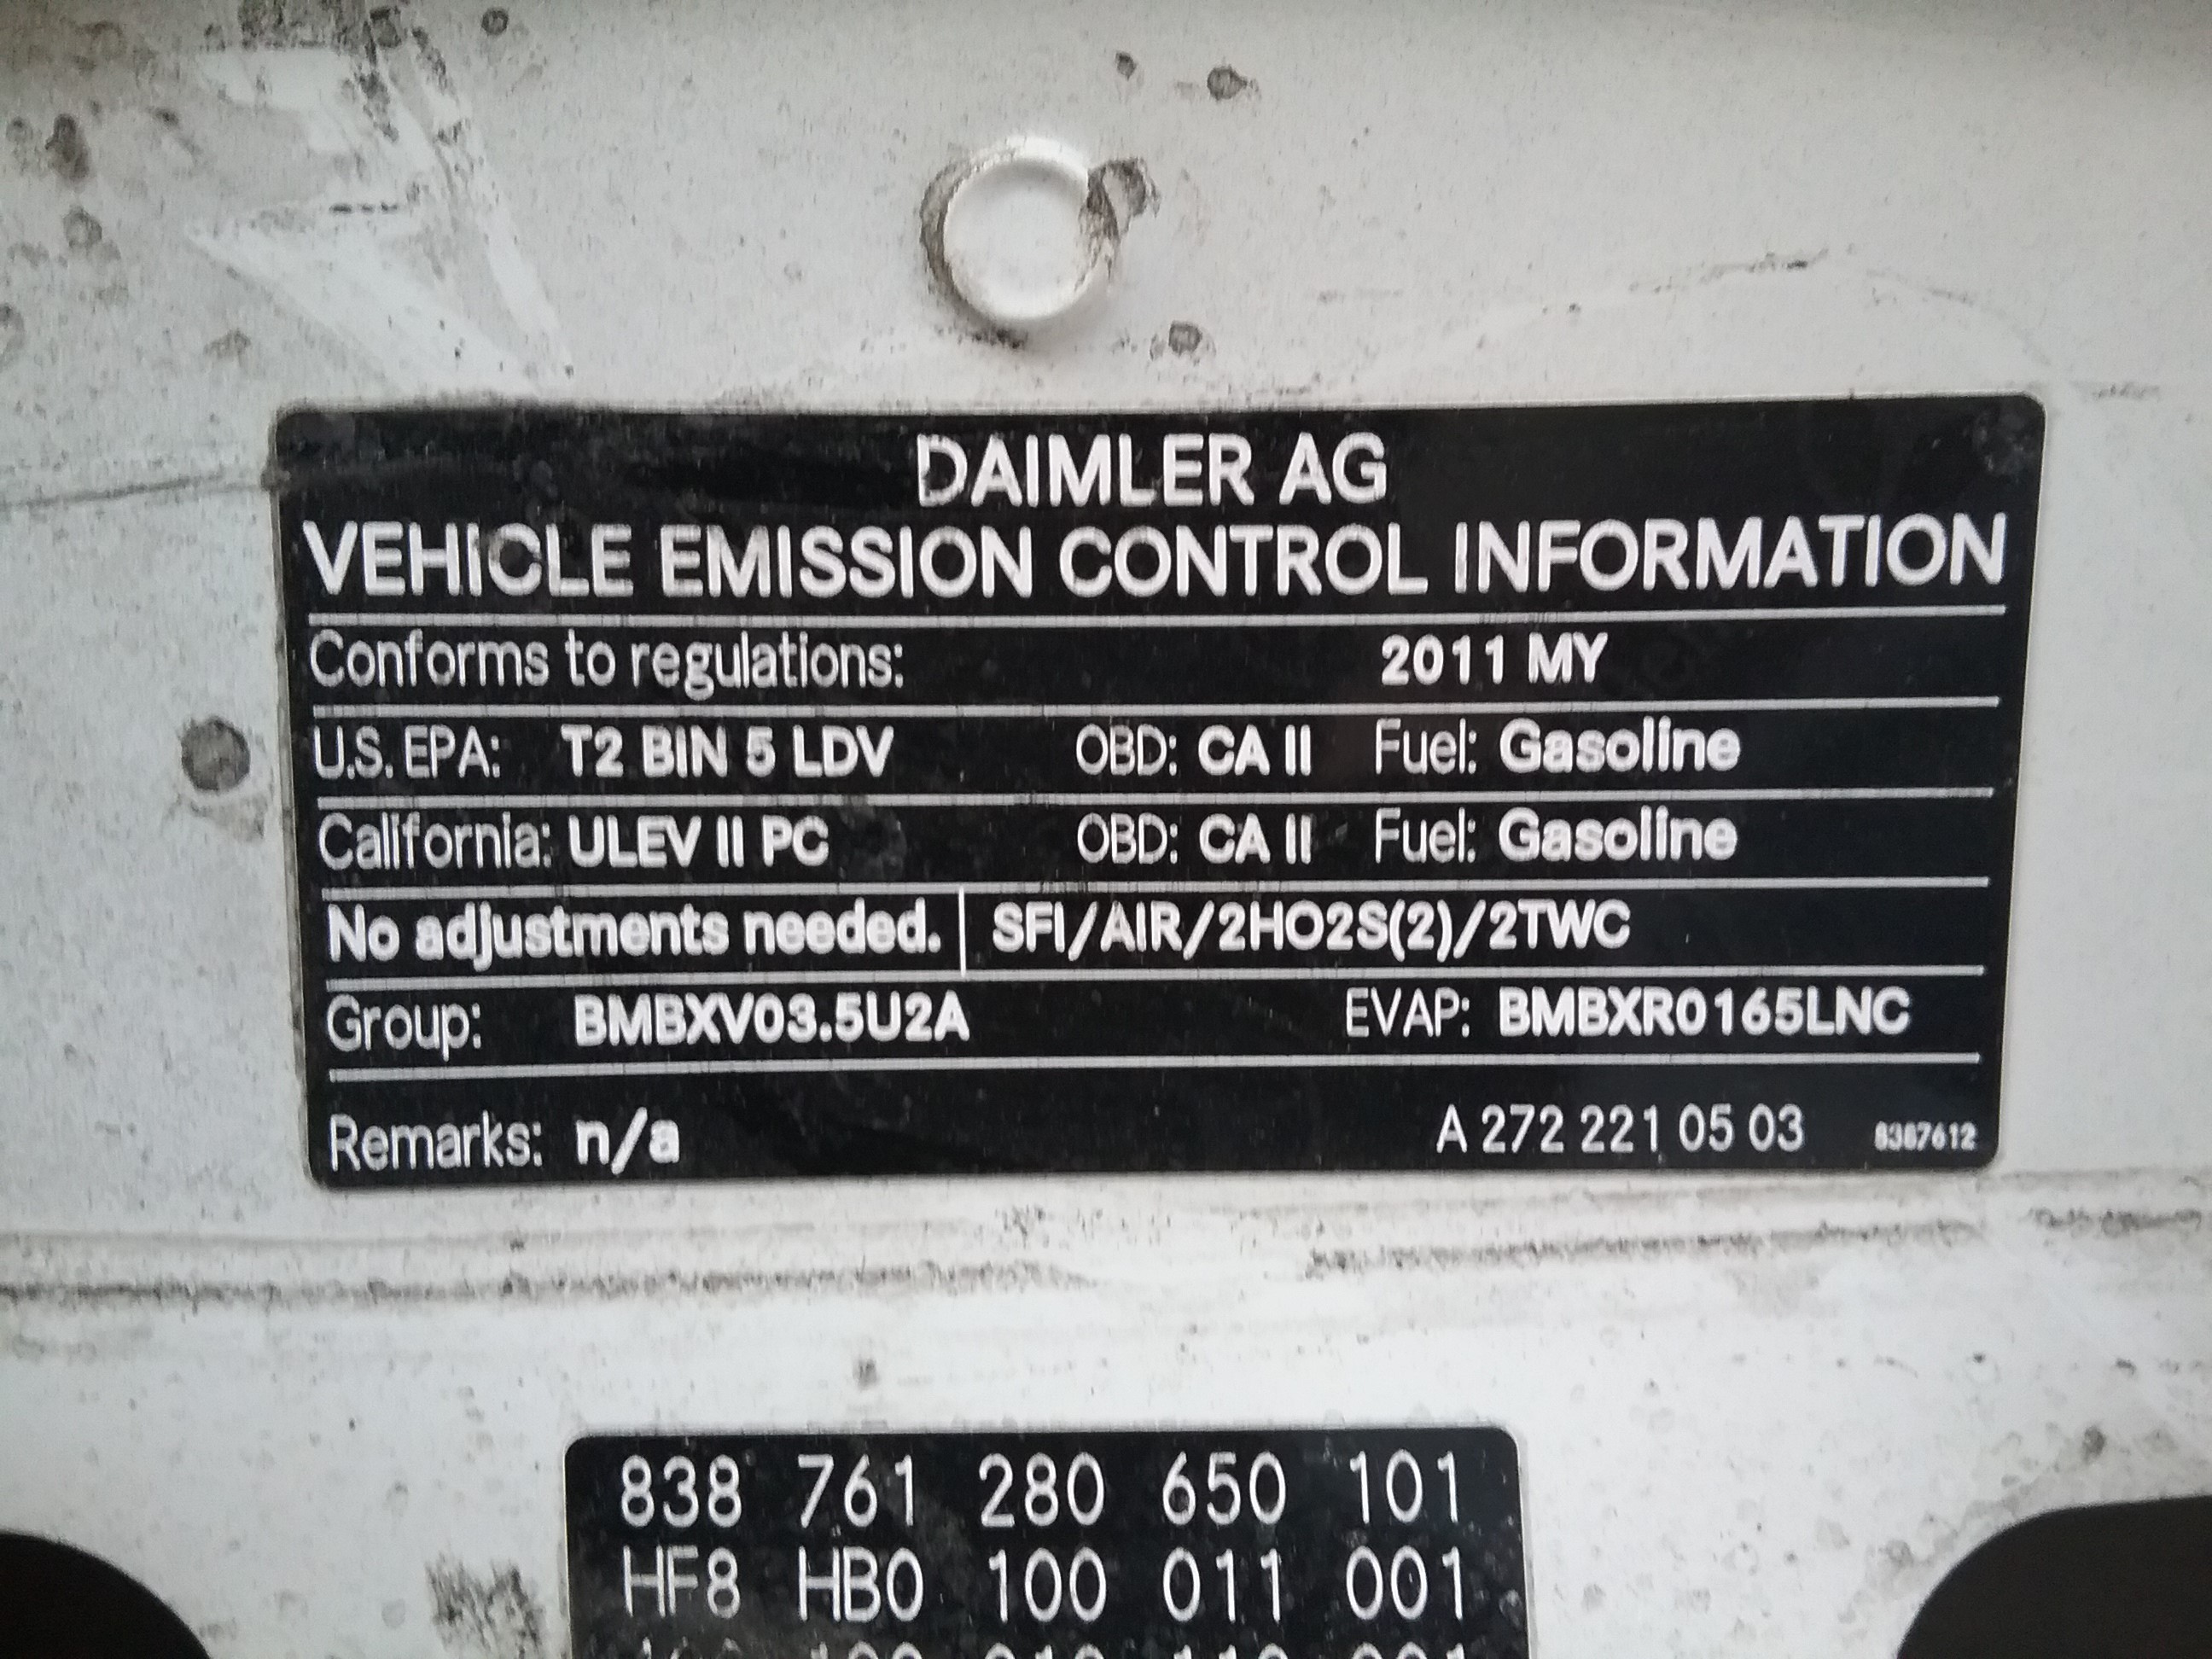 DAIMLER AG
VEHICLE EMISSION CONTROL INFORMATION
Conforms to regulations: 2011 MY
U.S. EPA: T2 BIN 5 LDV OBD: CA II Fuel: Gasoline
California: ULEV II PC OBD: CA II Fuel: Gasoline
No adjustments needed. SFI/AIR/2HO2S(2)/2TWC
Group: BMBXV03.5U2A EVAP: BMBXR0165LNC
Remarks: n/a A 272 221 05 03 8387612
838 761 280 650 101
HF8 HB0 100 011 001